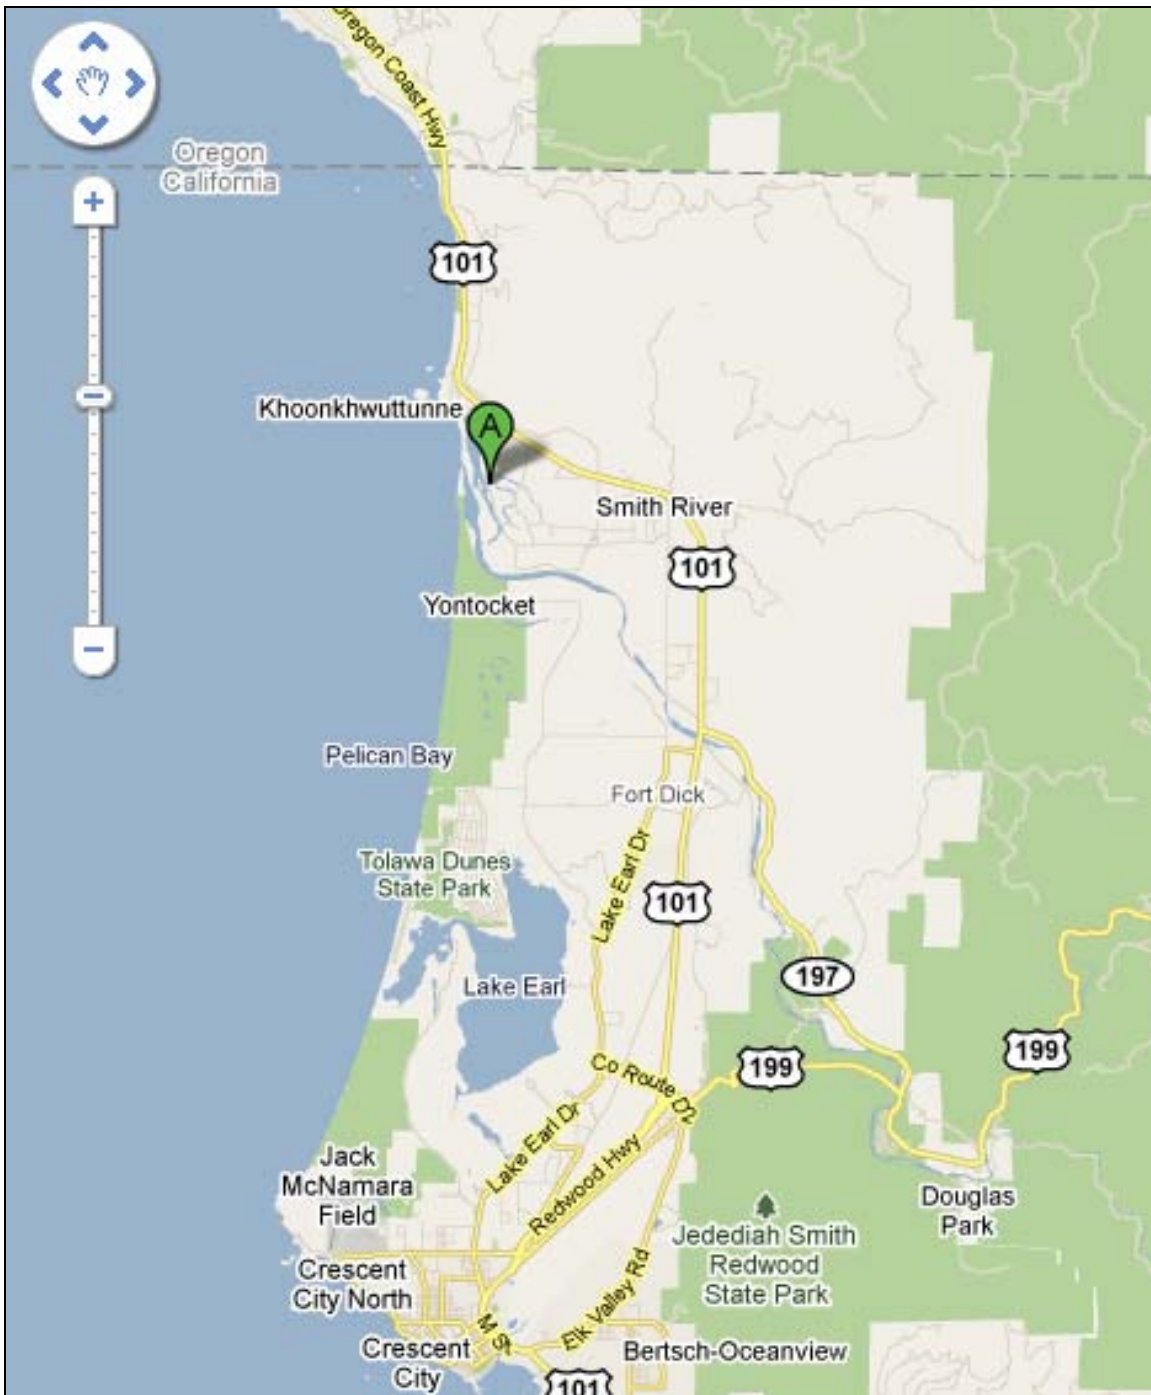 Oregon Coast Hwy
Oregon
California
+
101
Khoonkhwuttunne
A
Smith River
101
Yontocket
−
Pelican Bay
Fort Dick
Tolawa Dunes
State Park
Lake Earl Dr
101
197
Lake Earl
199
199
Co Route D2
Lake Earl Dr
Redwood Hwy
Jack
McNamara
Field
Douglas
Park
Jedediah Smith
Redwood
State Park
Crescent
City North
Elk Valley Rd
M St
Crescent
City
Bertsch-Oceanview
101